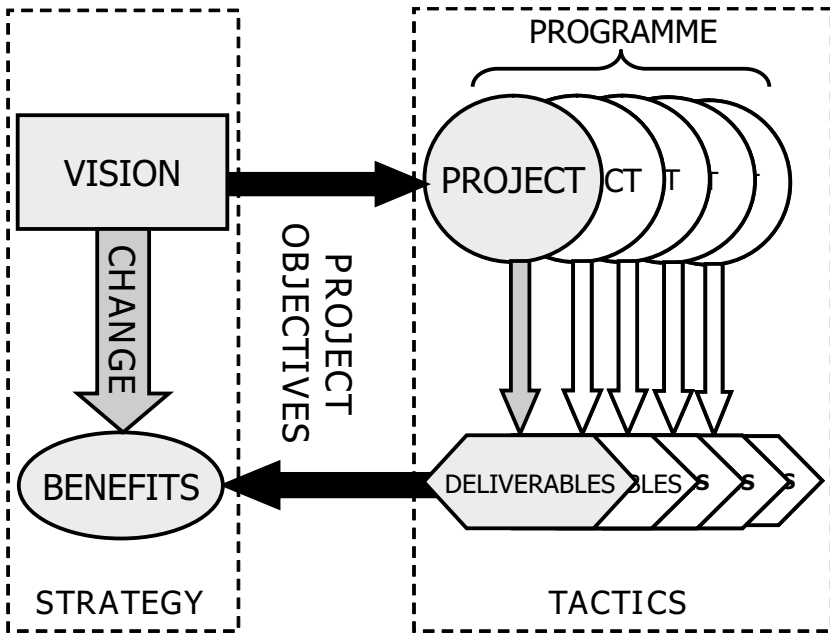 PROGRAMME
VISION
PROJECT
CT
T
T
CHANGE
PROJECT
OBJECTIVES
BENEFITS
DELIVERABLES
BLES
S
S
S
STRATEGY
TACTICS